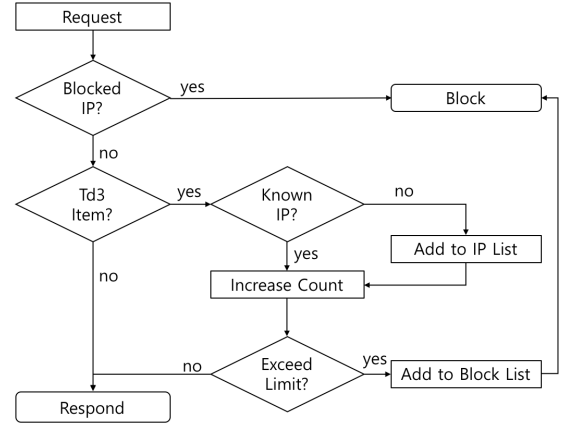 Request
Blocked
IP?
yes
Block
no
Td3
Item?
yes
Known
IP?
no
Add to IP List
yes
no
Increase Count
Exceed
Limit?
no
yes
Add to Block List
Respond